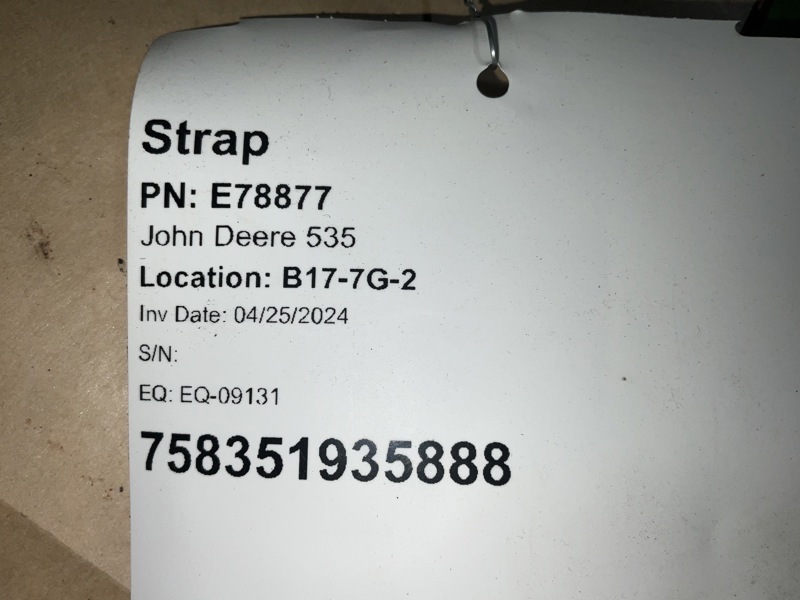 Strap
PN: E78877
John Deere 535
Location: B17-7G-2
Inv Date: 04/25/2024
S/N:
EQ: EQ-09131
758351935888